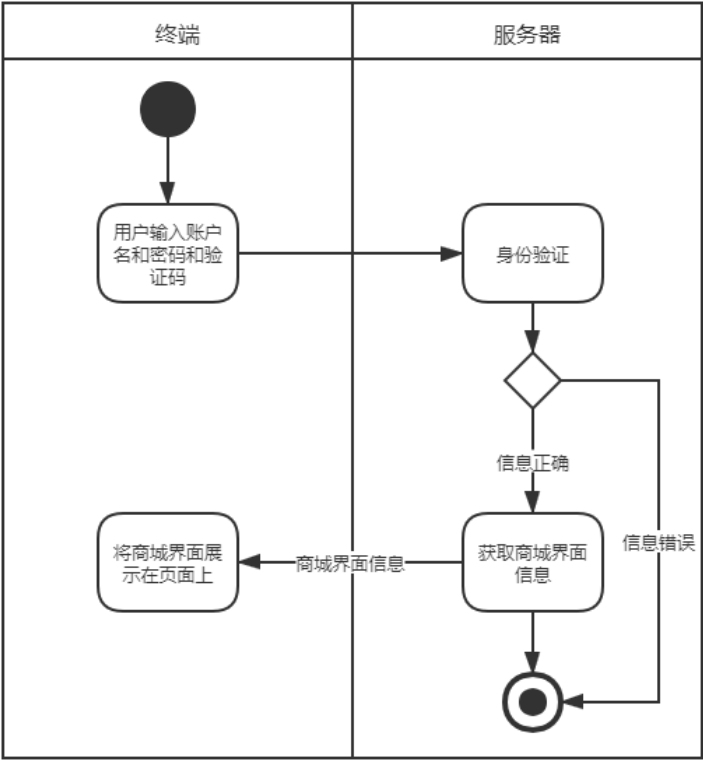 终端
服务器
用户输入账户
名和密码和验
证码
身份验证
信息正确
信息错误
将商城界面展
示在页面上
商城界面信息
获取商城界面
信息